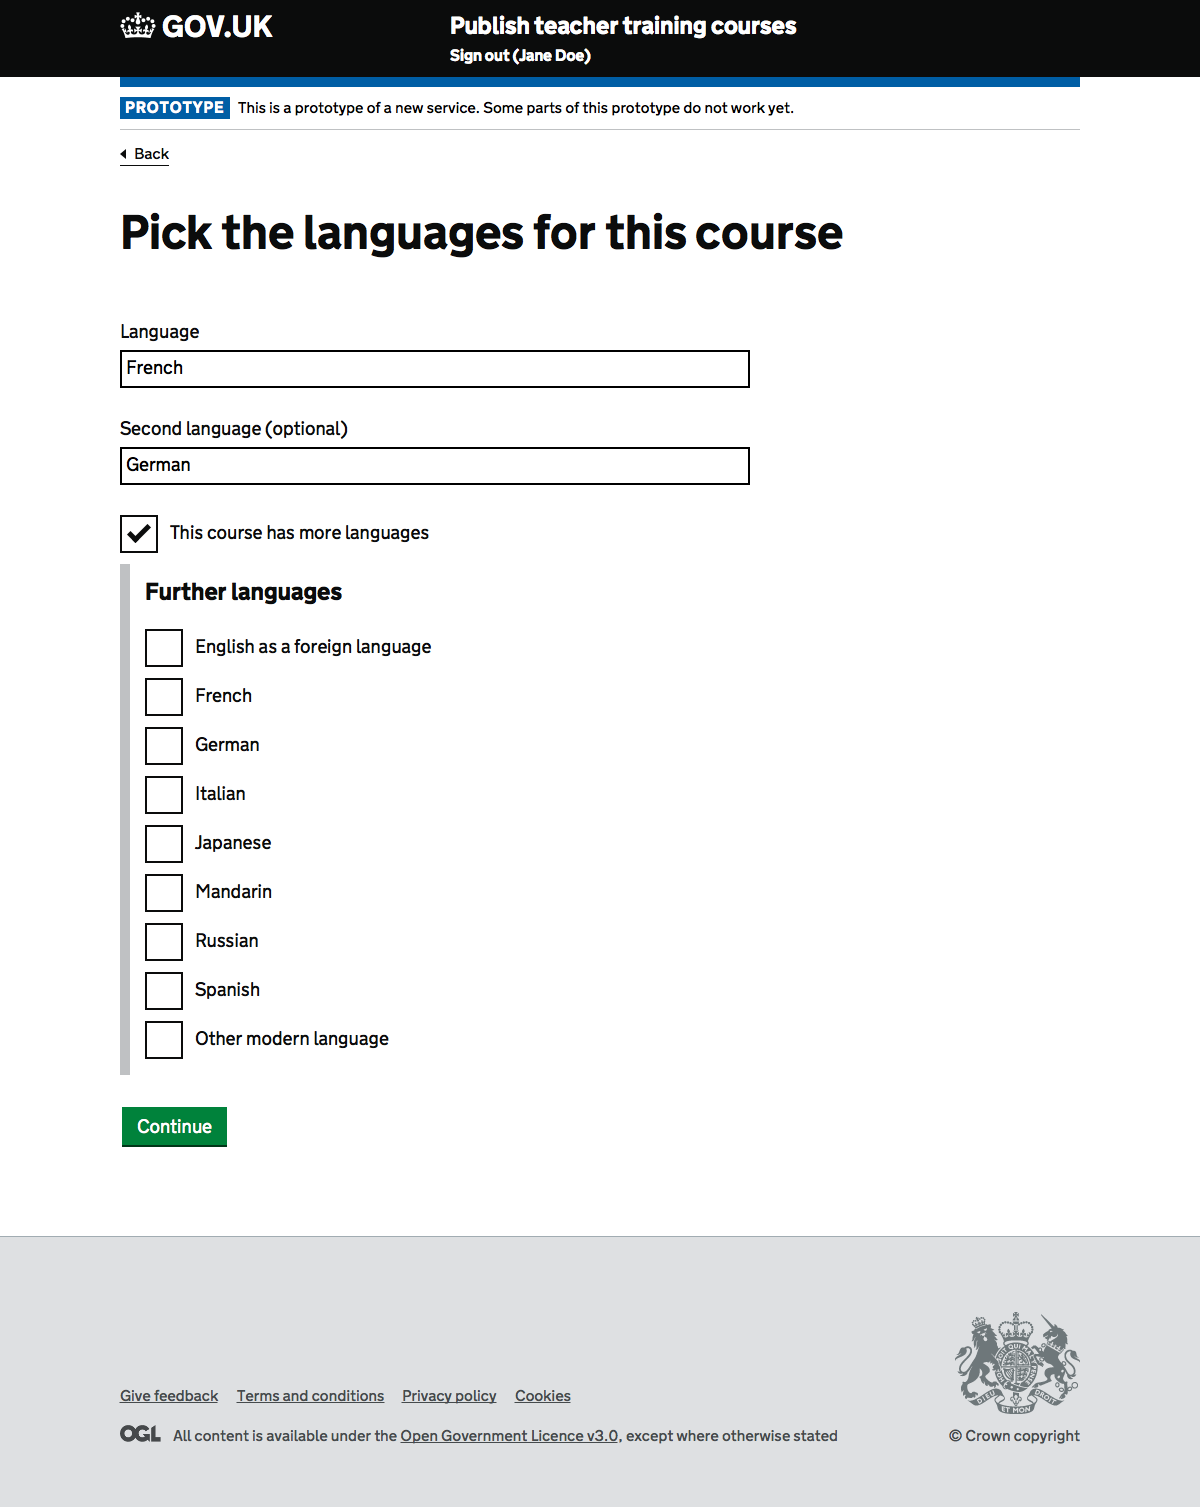 GOV.UK
Publish teacher training courses
Sign out (Jane Doe)
PROTOTYPE This is a prototype of a new service. Some parts of this prototype do not work yet.
Back
Pick the languages for this course
Language
French
Second language (optional)
German
This course has more languages
Further languages
English as a foreign language
French
German
Italian
Japanese
Mandarin
Russian
Spanish
Other modern language
Continue
Give feedback Terms and conditions Privacy policy Cookies
OGL All content is available under the Open Government Licence v3.0, except where otherwise stated
DIEU ET MON DROIT
© Crown copyright